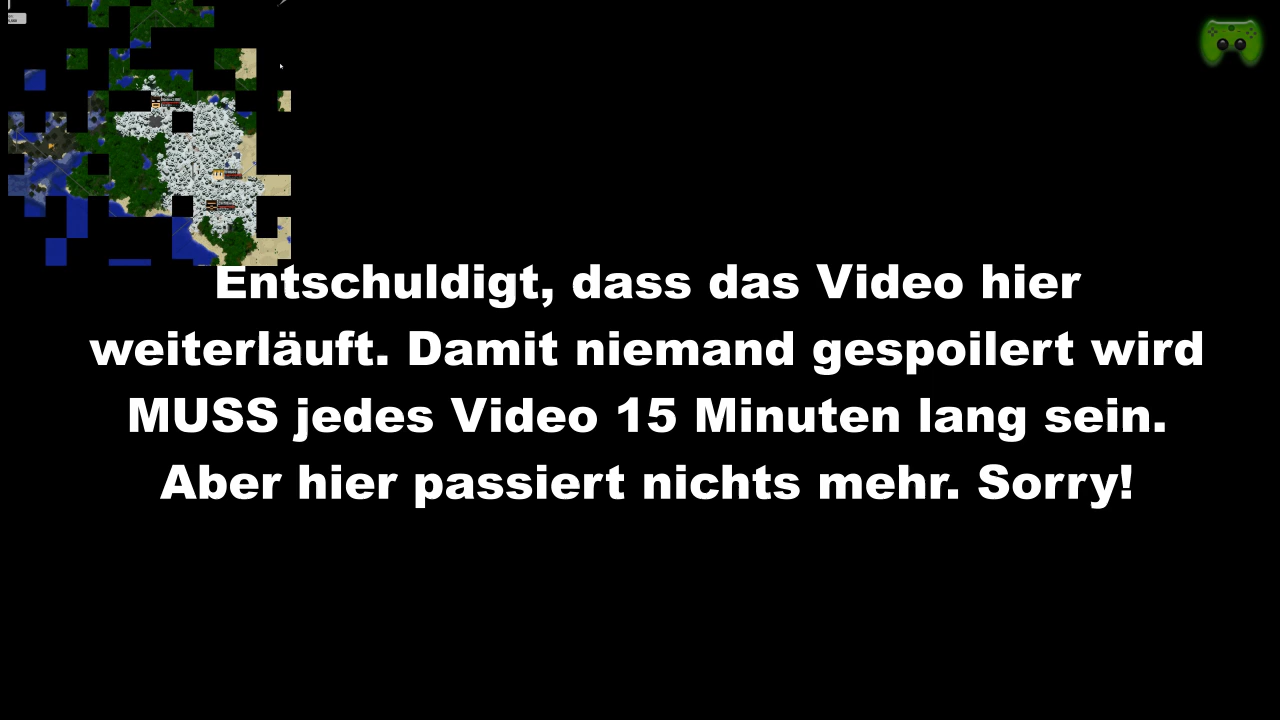 Entschuldigt, dass das Video hier
weiterläuft. Damit niemand gespoilert wird
MUSS jedes Video 15 Minuten lang sein.
Aber hier passiert nichts mehr. Sorry!